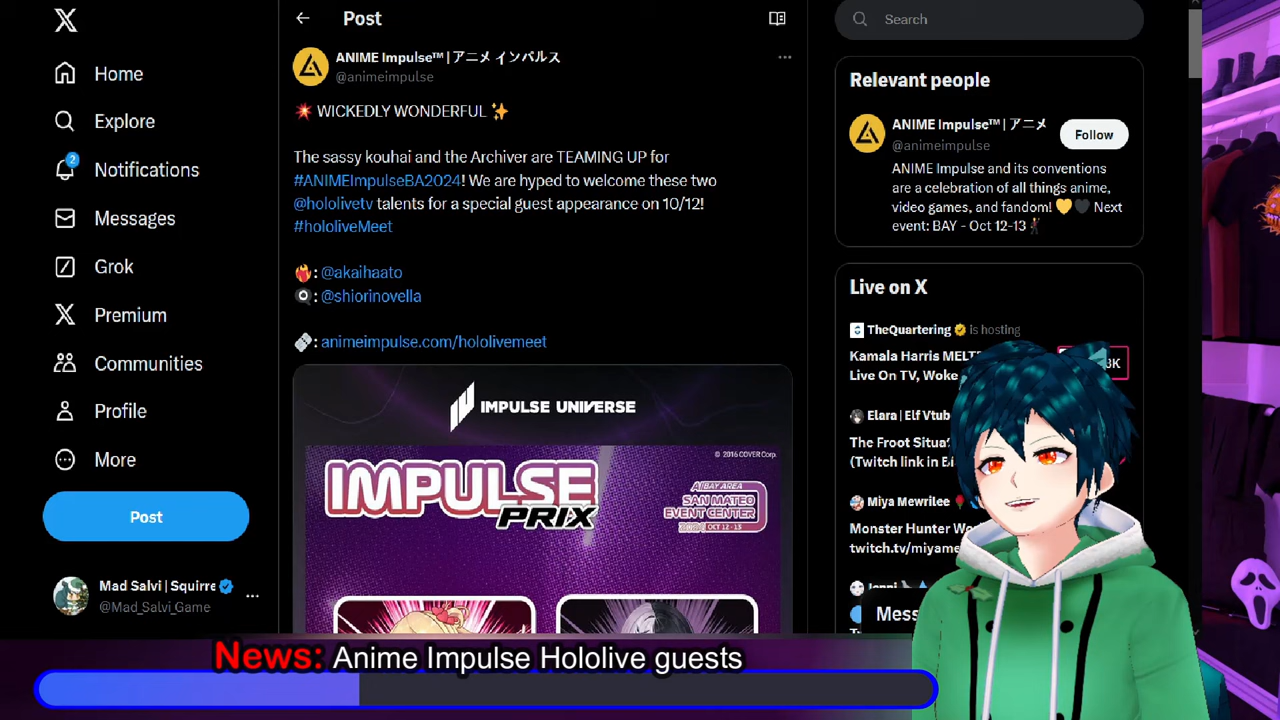 Post
Search
Home
Explore
2
Notifications
Messages
Grok
Premium
Communities
Profile
More
Post
Mad Salvi | Squirre
@Mad_Salvi_Game
ANIME Impulse™ | アニメ インパルス
@animeimpulse
💥 WICKEDLY WONDERFUL ✨
The sassy kouhai and the Archiver are TEAMING UP for
#ANIMEImpulseBA2024! We are hyped to welcome these two
@hololivetv talents for a special guest appearance on 10/12!
#hololiveMeet
: @akaihaato
: @shiorinovella
: animeimpulse.com/hololivemeet
IMPULSE UNIVERSE
© 2016 COVER Corp.
IMPULSE
PRIX
AI BAY AREA
SAN MATEO
EVENT CENTER
OCT 12 - 13
Relevant people
ANIME Impulse™ | アニメ
@animeimpulse
Follow
ANIME Impulse and its conventions
are a celebration of all things anime,
video games, and fandom! 💛🖤 Next
event: BAY - Oct 12-13
Live on X
TheQuartering is hosting
Kamala Harris MELT
Live On TV, Woke
Elara | Elf Vtub
The Froot Situa
(Twitch link in
Miya Mewrilee
Monster Hunter
twitch.tv/miyame
Mess
News: Anime Impulse Hololive guests